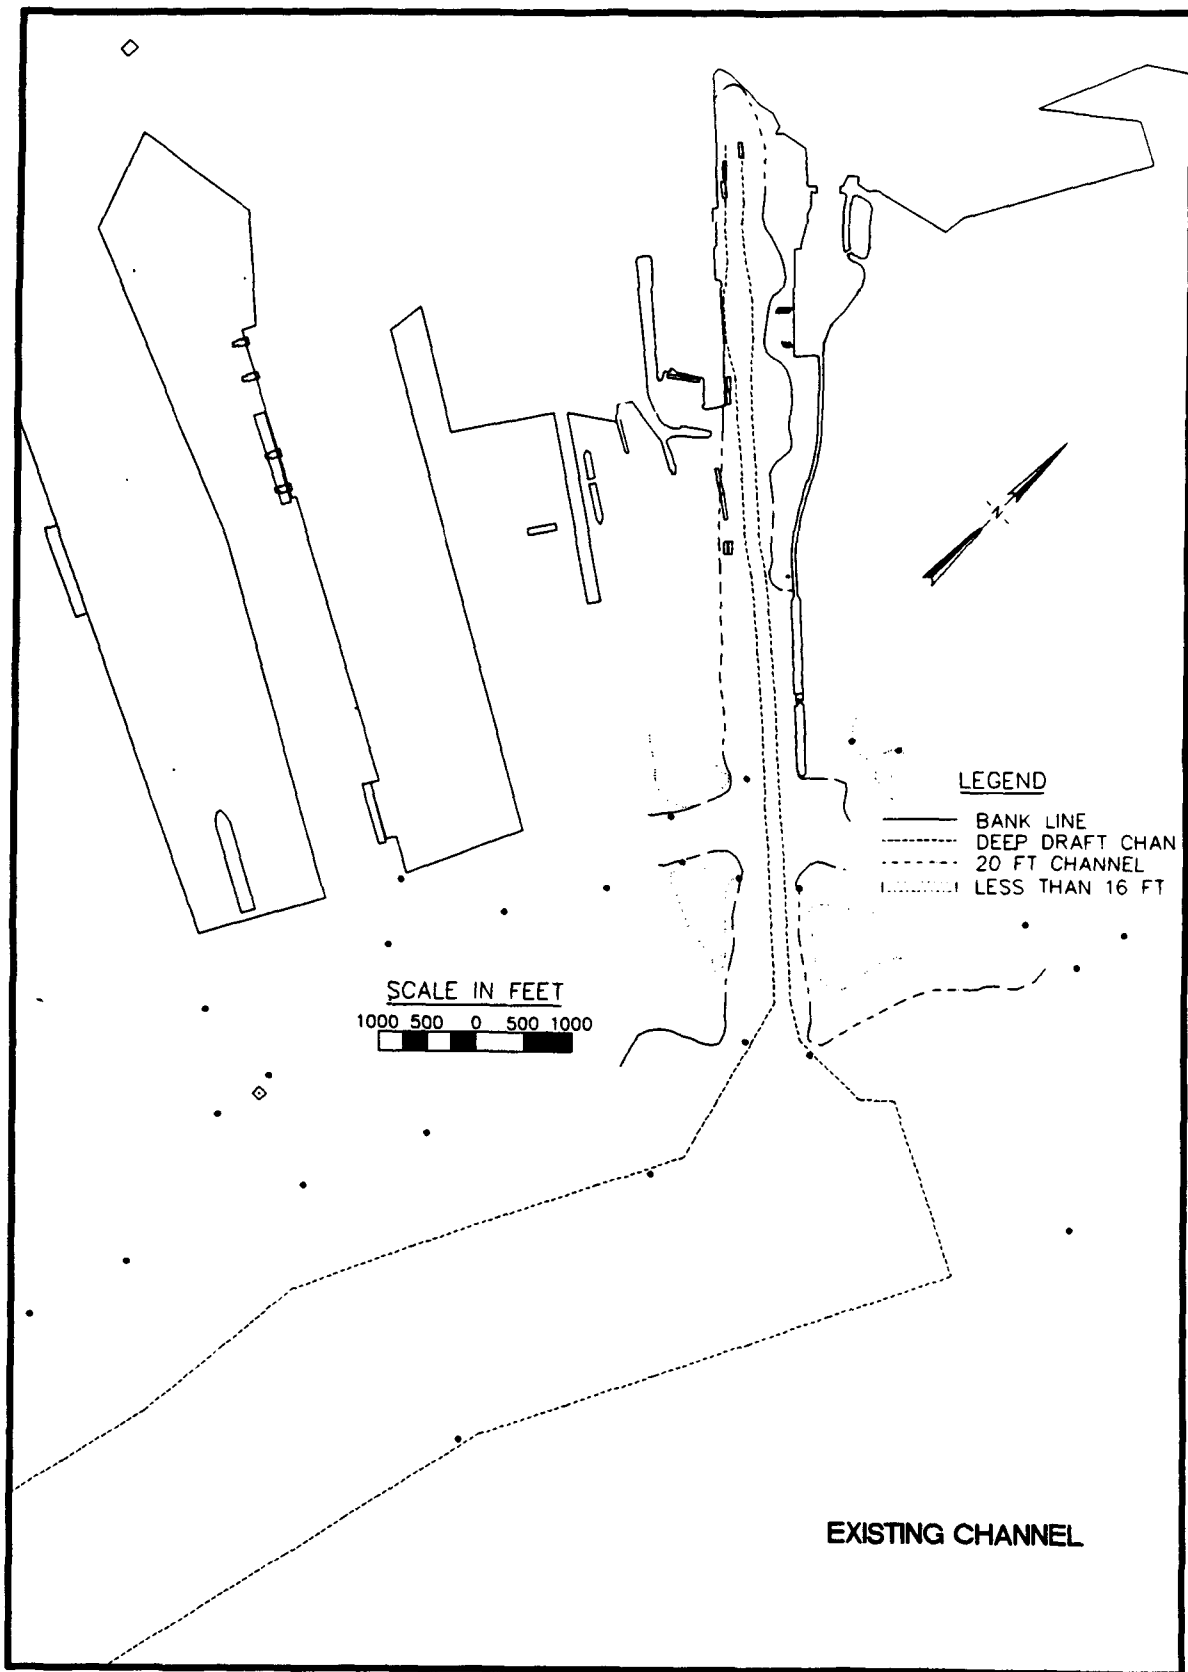 N
LEGEND
BANK LINE
DEEP DRAFT CHAN
20 FT CHANNEL
LESS THAN 16 FT
SCALE IN FEET
1000 500 0 500 1000
EXISTING CHANNEL